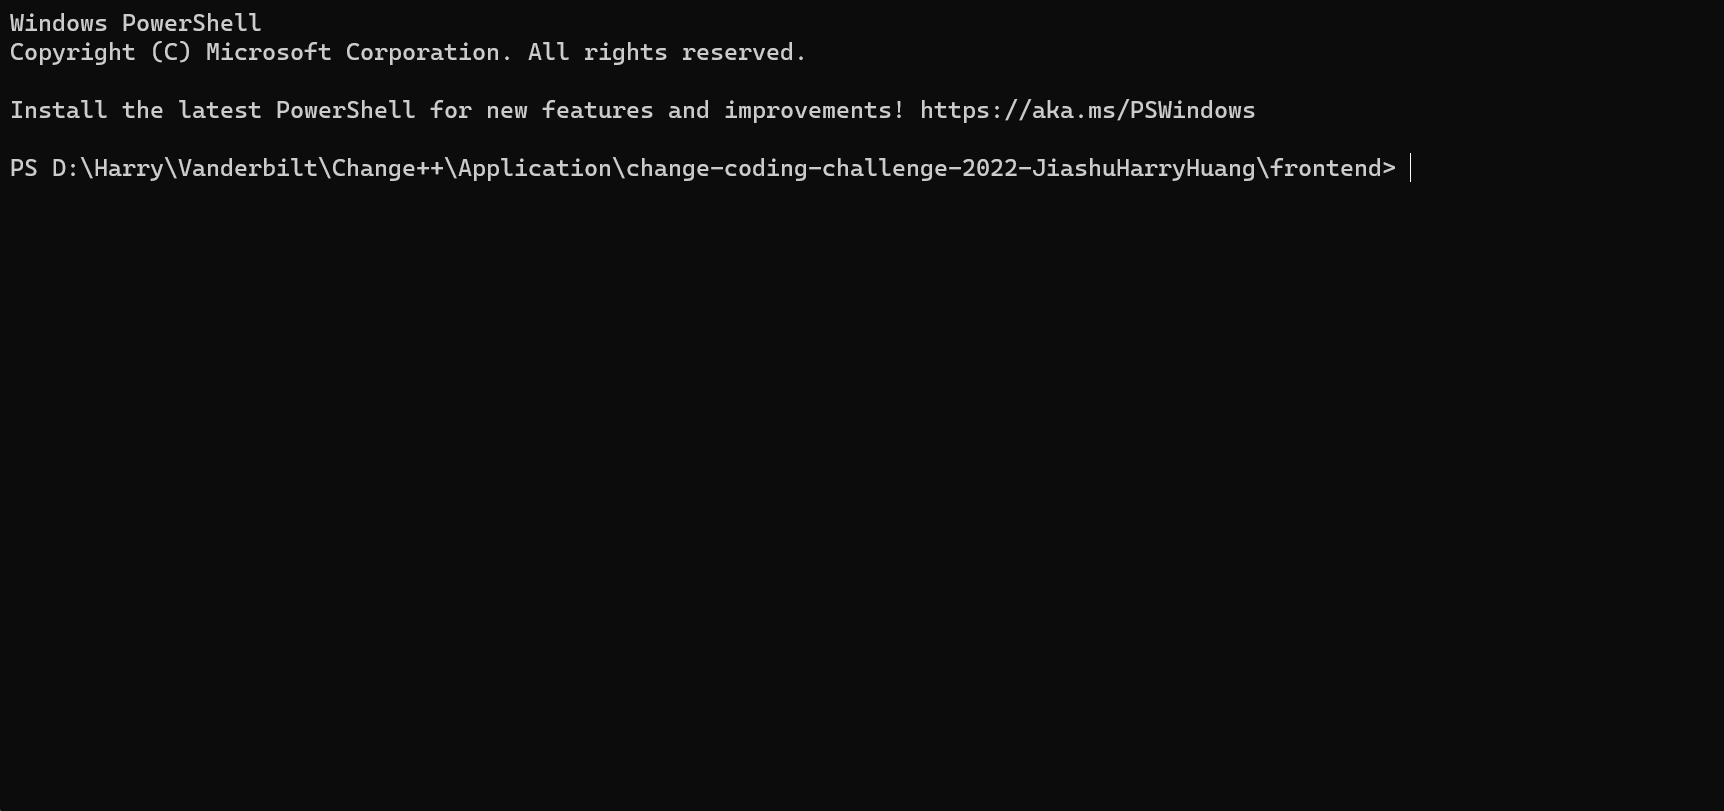 Windows PowerShell
Copyright (C) Microsoft Corporation. All rights reserved.
Install the latest PowerShell for new features and improvements! https://aka.ms/PSWindows
PS D:\Harry\Vanderbilt\Change++\Application\change-coding-challenge-2022-JiashuHarryHuang\frontend>